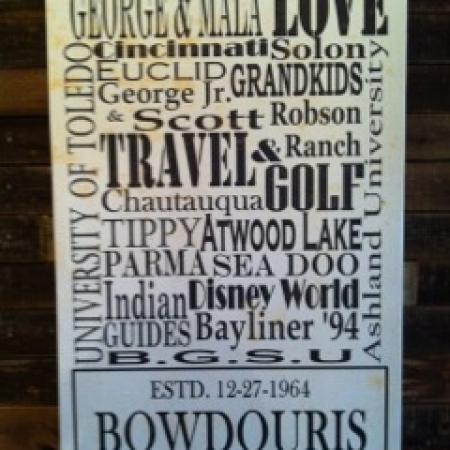 GEORGE & MALA LOVE
Cincinnati Solon
EUCLID
GRANDKIDS
George Jr.
& Scott
Robson
Ranch
TRAVEL & GOLF
Chautauqua
TIPPY ATWOOD LAKE
PARMA SEA DOO
Indian
GUIDES
Disney World
Bayliner '94
B.G.S.U
UNIVERSITY OF TOLEDO
Ashland University
ESTD. 12-27-1964
BOWDOURIS